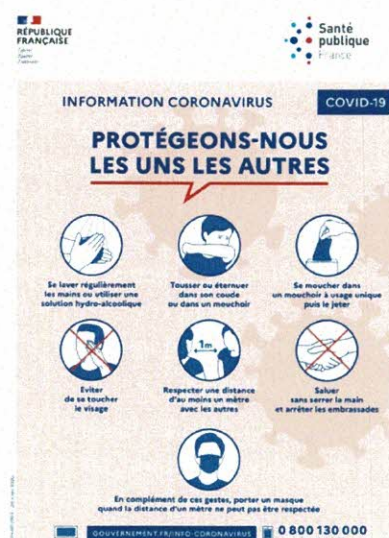 RÉPUBLIQUE
FRANÇAISE
Santé
publique
France
INFORMATION CORONAVIRUS
COVID-19
PROTÉGEONS-NOUS
LES UNS LES AUTRES
Se laver régulièrement
les mains ou utiliser une
solution hydro-alcoolique
Tousser ou éternuer
dans son coude
ou dans un mouchoir
Se moucher dans
un mouchoir à usage unique
puis le jeter
Eviter
de se toucher
le visage
1m
Respecter une distance
d'au moins un mètre
avec les autres
Saluer
sans serrer la main
et arrêter les embrassades
En complément de ces gestes, porter un masque
quand la distance d'un mètre ne peut pas être respectée
GOUVERNEMENT.FR/INFO-CORONAVIRUS
0 800 130 000